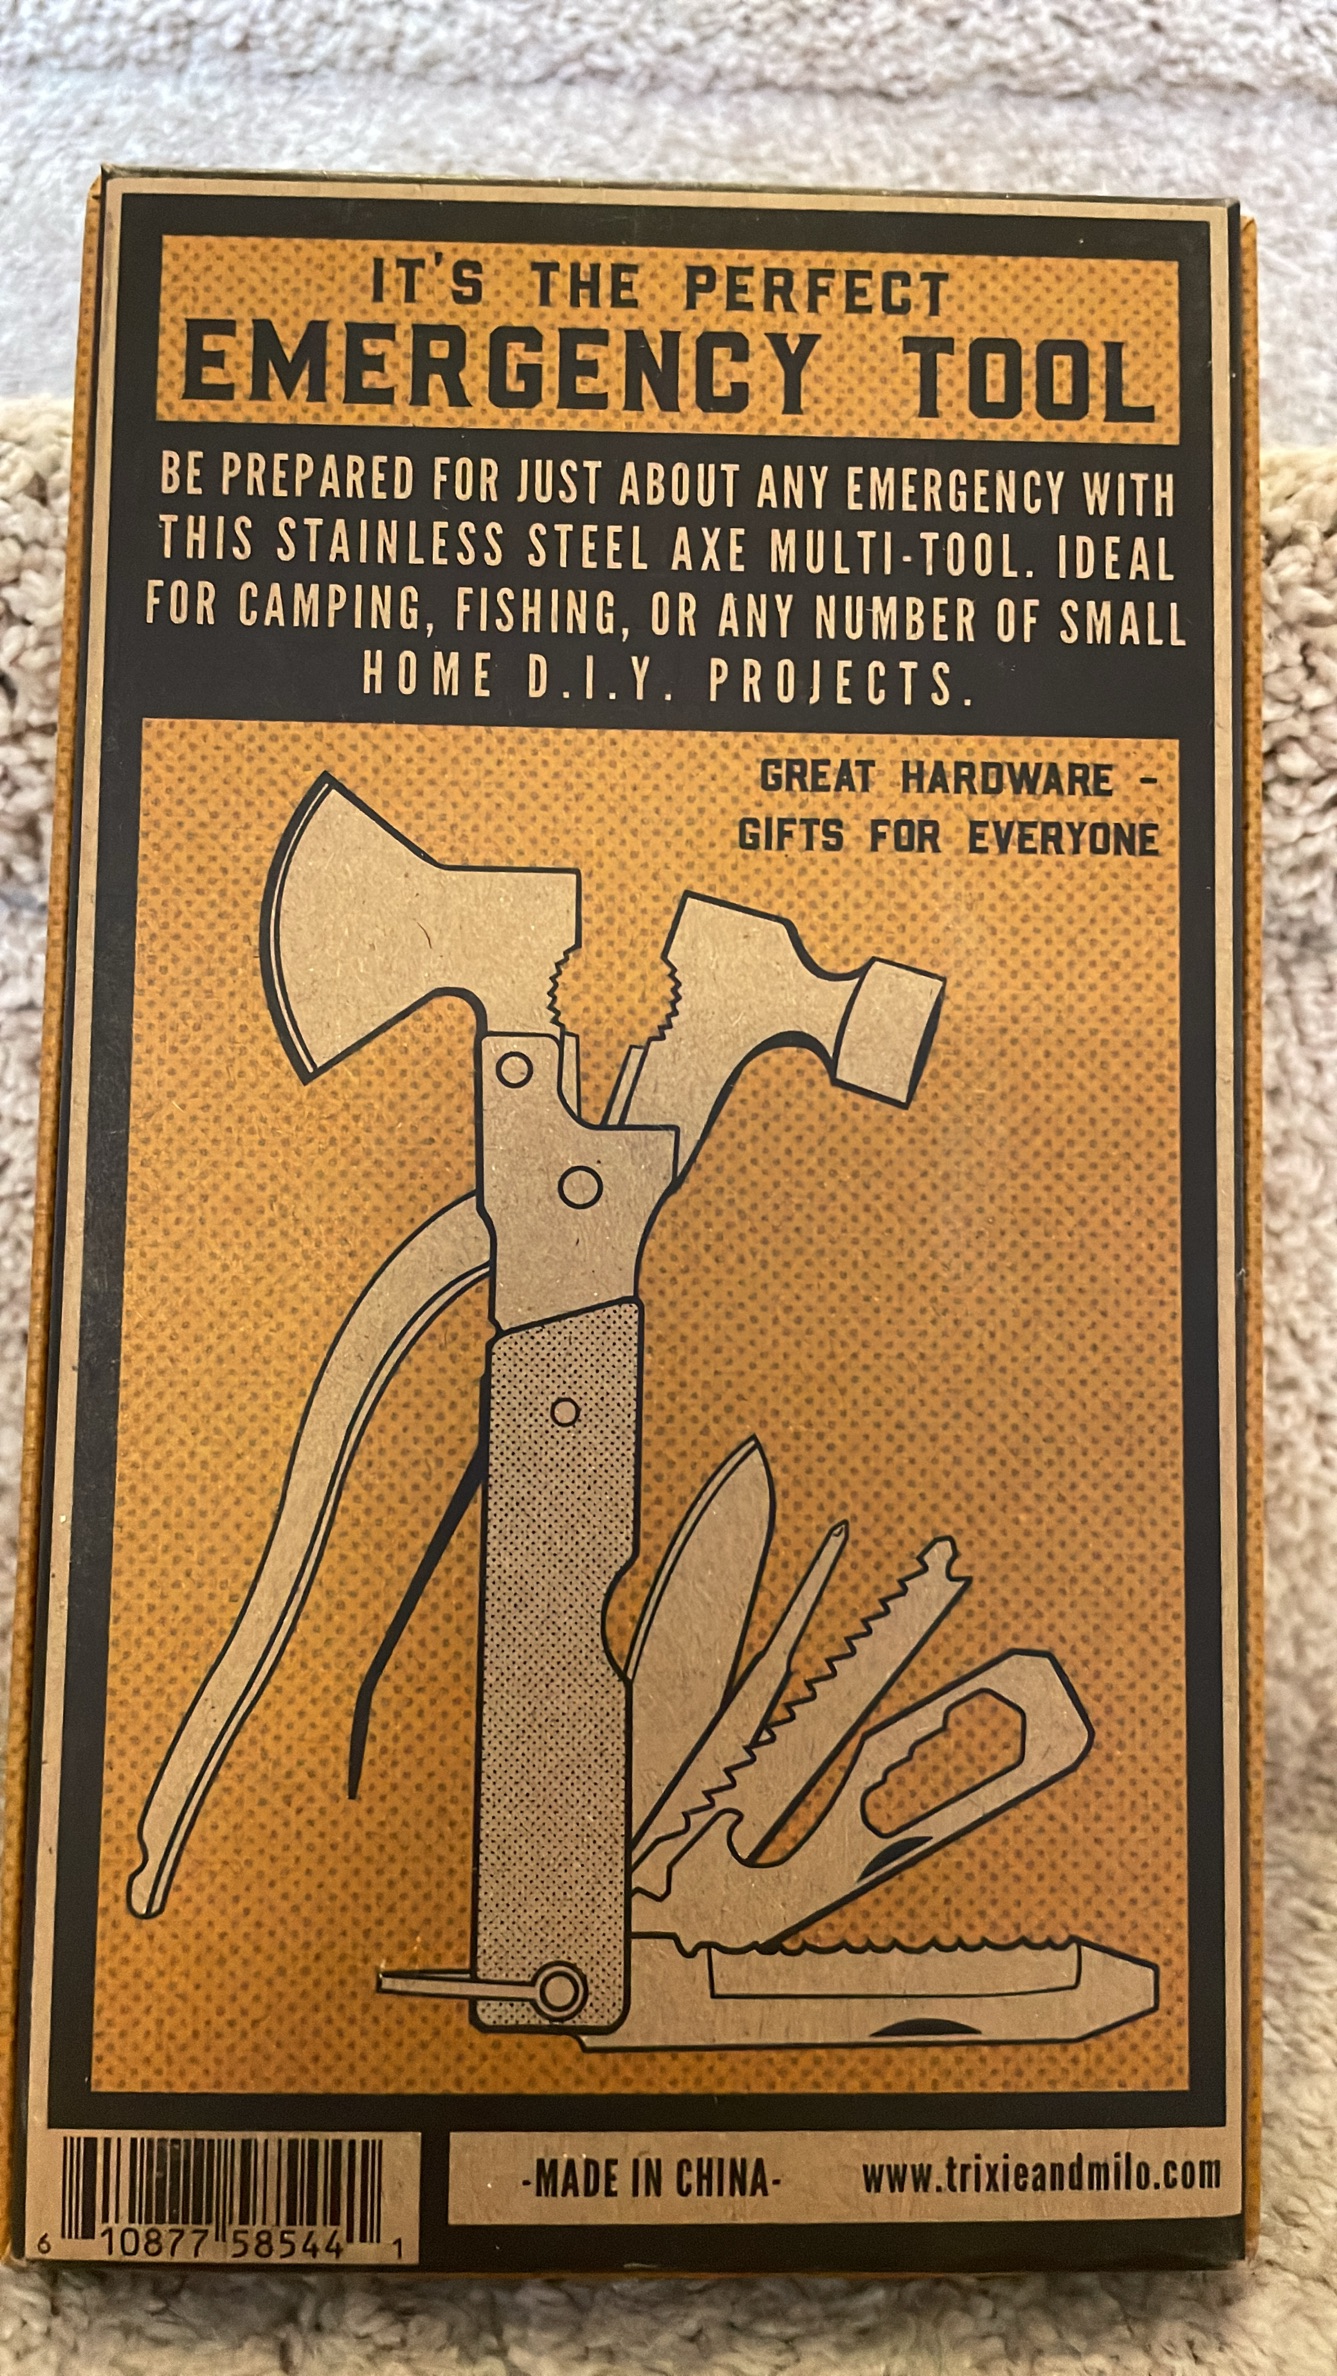 IT'S THE PERFECT
EMERGENCY TOOL
BE PREPARED FOR JUST ABOUT ANY EMERGENCY WITH
THIS STAINLESS STEEL AXE MULTI-TOOL. IDEAL
FOR CAMPING, FISHING, OR ANY NUMBER OF SMALL
HOME D.I.Y. PROJECTS.
GREAT HARDWARE -
GIFTS FOR EVERYONE
-MADE IN CHINA-
www.trixieandmilo.com
6 10877 58544 1